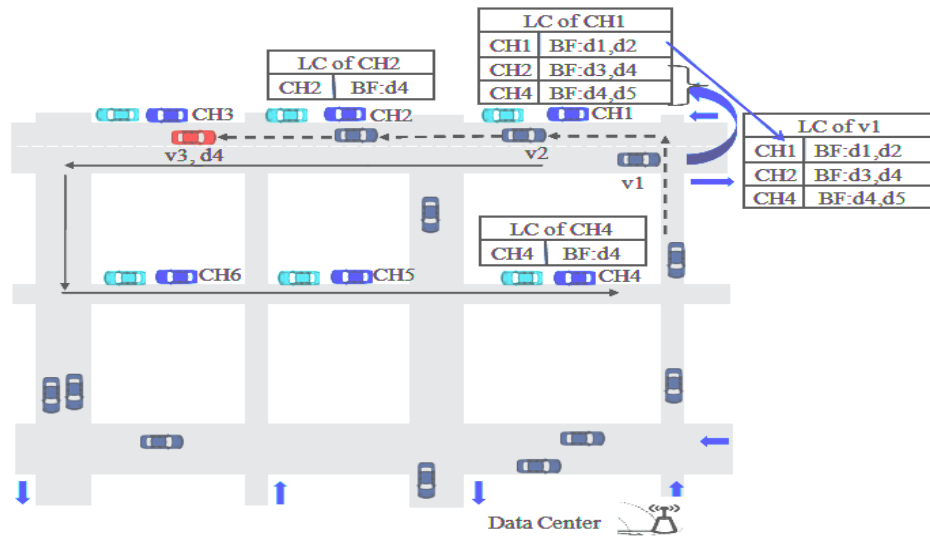 LC of CH1
CH1 BF:d1,d2
CH2 BF:d3,d4
CH4 BF:d4,d5
LC of CH2
CH2 BF:d4
CH3
CH2
CH1
LC of v1
CH1 BF:d1,d2
CH2 BF:d3,d4
CH4 BF:d4,d5
v3, d4
v2
v1
LC of CH4
CH4 BF:d4
CH6
CH5
CH4
Data Center